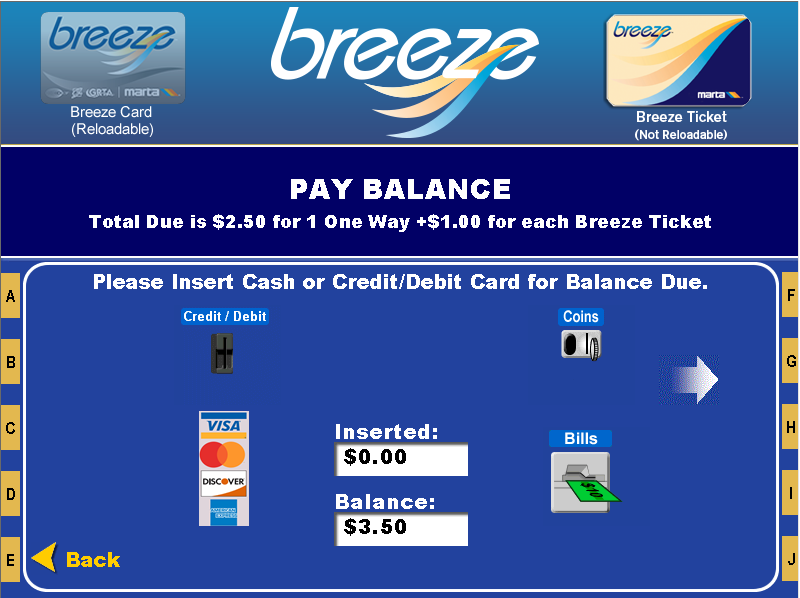 breeze
marta
Breeze Card
(Reloadable)
breeze
breeze
marta
Breeze Ticket
(Not Reloadable)
PAY BALANCE
Total Due is $2.50 for 1 One Way +$1.00 for each Breeze Ticket
Please Insert Cash or Credit/Debit Card for Balance Due.
A
B
C
D
E
F
G
H
I
J
Credit / Debit
Coins
VISA
DISCOVER
AMERICAN
EXPRESS
Inserted:
$0.00
Balance:
$3.50
Bills
$10
Back